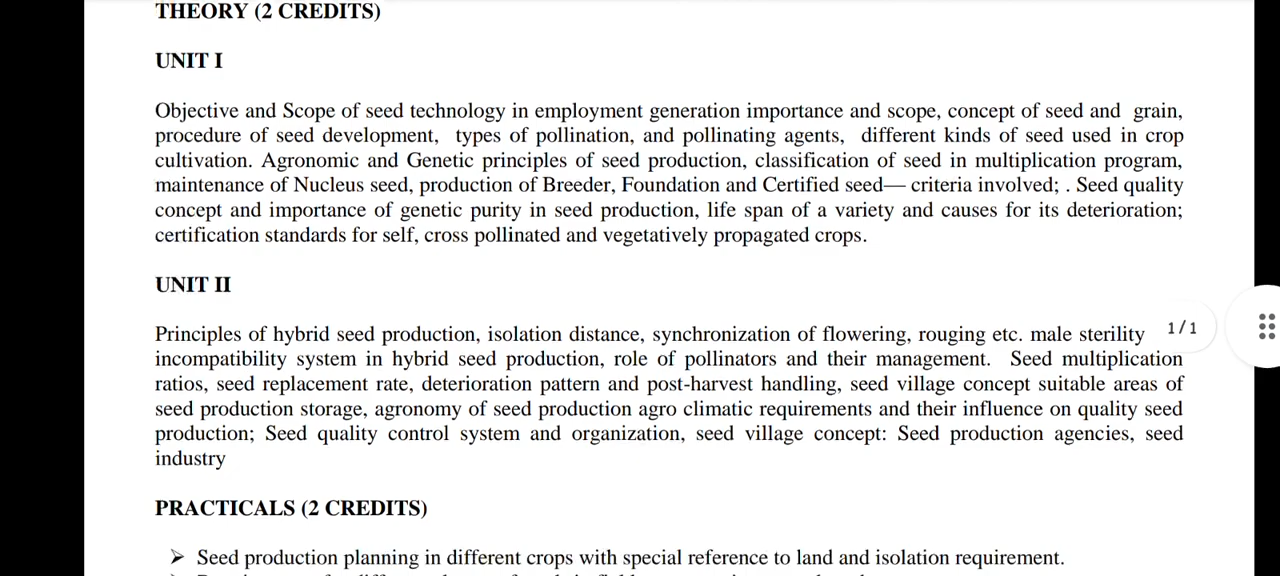 THEORY (2 CREDITS)
UNIT I
Objective and Scope of seed technology in employment generation importance and scope, concept of seed and grain,
procedure of seed development, types of pollination, and pollinating agents, different kinds of seed used in crop
cultivation. Agronomic and Genetic principles of seed production, classification of seed in multiplication program,
maintenance of Nucleus seed, production of Breeder, Foundation and Certified seed— criteria involved; . Seed quality
concept and importance of genetic purity in seed production, life span of a variety and causes for its deterioration;
certification standards for self, cross pollinated and vegetatively propagated crops.
UNIT II
Principles of hybrid seed production, isolation distance, synchronization of flowering, rouging etc. male sterility
1/1
incompatibility system in hybrid seed production, role of pollinators and their management. Seed multiplication
ratios, seed replacement rate, deterioration pattern and post-harvest handling, seed village concept suitable areas of
seed production storage, agronomy of seed production agro climatic requirements and their influence on quality seed
production; Seed quality control system and organization, seed village concept: Seed production agencies, seed
industry
PRACTICALS (2 CREDITS)
➢ Seed production planning in different crops with special reference to land and isolation requirement.